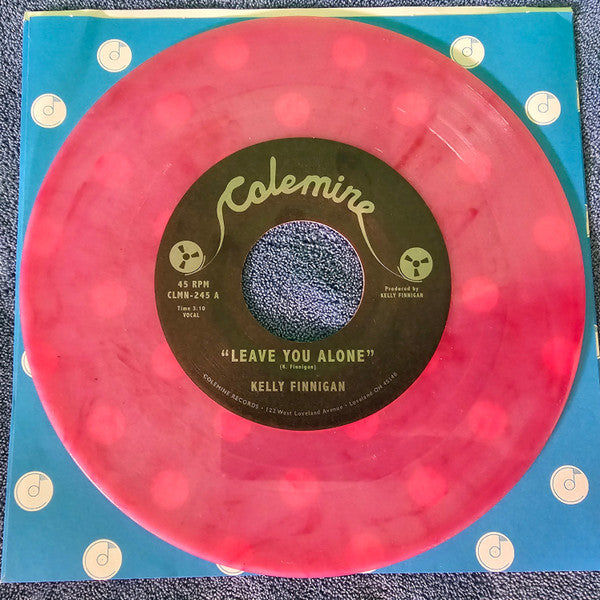 Colemine
45 RPM
CLMN-245 A
Time 3:10
VOCAL
Produced by
KELLY FINNIGAN
"LEAVE YOU ALONE"
(K. Finnigan)
KELLY FINNIGAN
COLEMINE RECORDS • 122 West Loveland Avenue • Loveland OH 45140